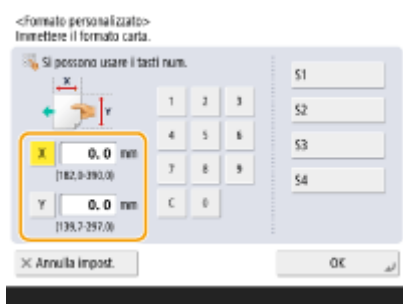 <Formato personalizzato>
Immettere il formato carta.
Si possono usare i tasti num.
X
Y
X 0,0 mm
(182,0-390,0)
Y 0,0 mm
(139,7-297,0)
1 2 3
4 5 6
7 8 9
C 0
S1
S2
S3
S4
× Annulla impost.
OK